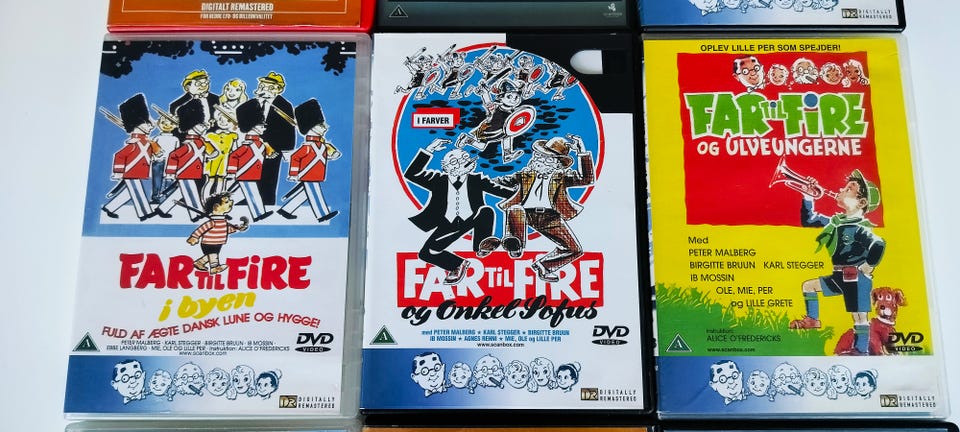 DIGITALT REMASTERED
FOR BEDRE LYD- OG BILLEDKVALITET
DIGITALLY
REMASTERED
FAR TIL FIRE
i byen
FULD AF ÆGTE DANSK LUNE OG HYGGE!
PETER MALBERG · KARL STEGGER · BIRGITTE BRUUN · IB MOSSIN
EBBE LANGBERG · MIE, OLE OG LILLE PER · Instruktion: ALICE O'FREDERICKS
www.scanbox.com
DVD
VIDEO
DIGITALLY
REMASTERED
I FARVER
FAR TIL FIRE
og Onkel Sofus
med PETER MALBERG ★ KARL STEGGER ★ BIRGITTE BRUUN
IB MOSSIN ★ AGNES REHNI ★ MIE, OLE og LILLE PER
www.scanbox.com
DVD
VIDEO
DIGITALLY
REMASTERED
OPLEV LILLE PER SOM SPEJDER!
FAR TIL FIRE
OG ULVEUNGERNE
Med
PETER MALBERG
BIRGITTE BRUUN KARL STEGGER
IB MOSSIN
OLE, MIE, PER
og LILLE GRETE
Instruktion:
ALICE O'FREDERICKS
www.scanbox.com
DVD
VIDEO
DIGITALLY
REMASTERED